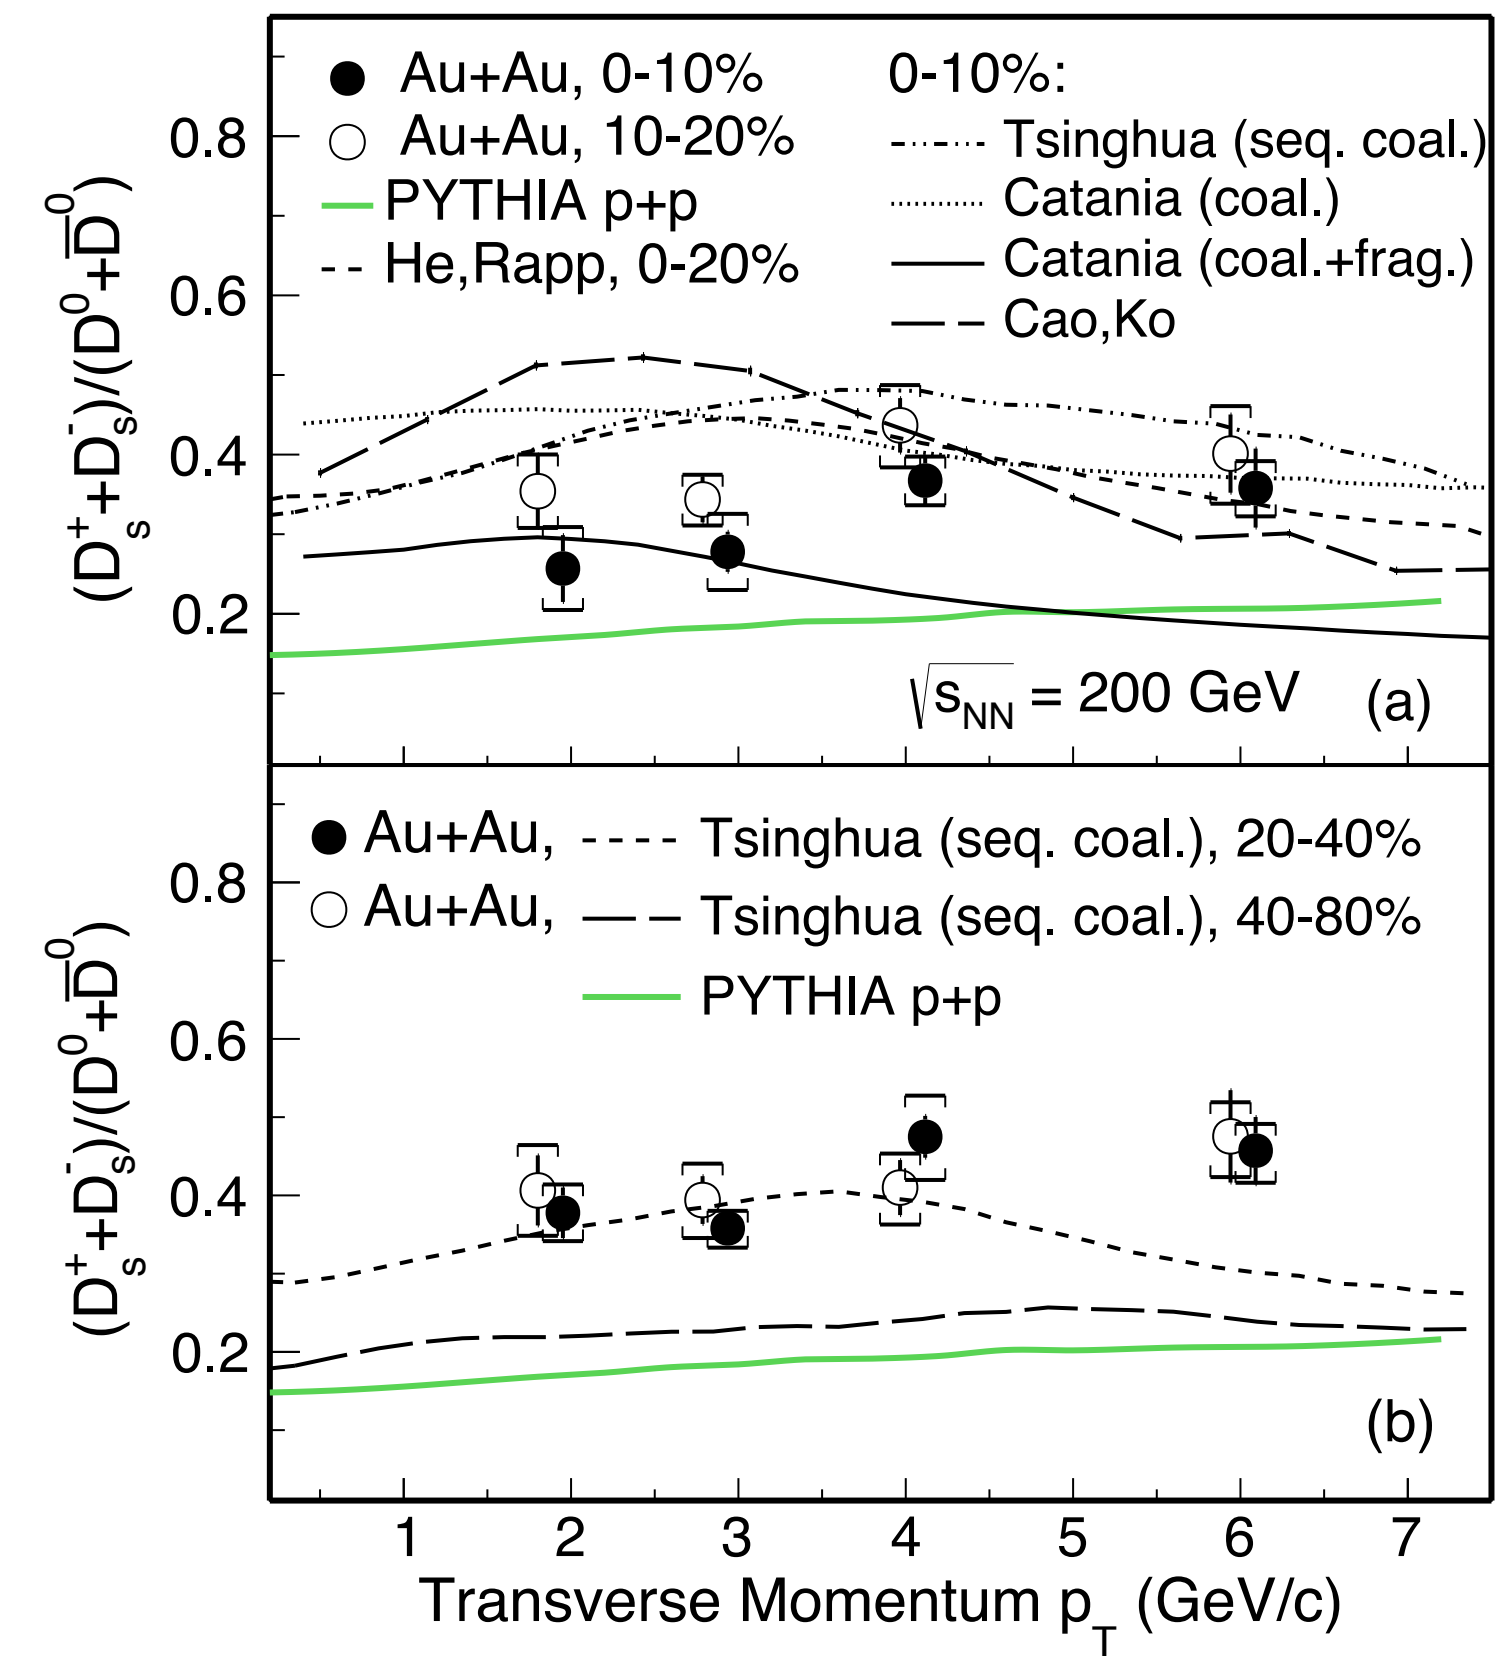 Au+Au, 0-10%
Au+Au, 10-20%
PYTHIA p+p
He,Rapp, 0-20%
0-10%:
Tsinghua (seq. coal.)
Catania (coal.)
Catania (coal.+frag.)
Cao,Ko
0.8
0.6
0.4
0.2
(D_s^+ + D_s^-)/(D^0 + D̅^0)
√s_NN = 200 GeV
(a)
Au+Au, Tsinghua (seq. coal.), 20-40%
Au+Au, Tsinghua (seq. coal.), 40-80%
PYTHIA p+p
0.8
0.6
0.4
0.2
(D_s^+ + D_s^-)/(D^0 + D̅^0)
(b)
1 2 3 4 5 6 7
Transverse Momentum p_T (GeV/c)